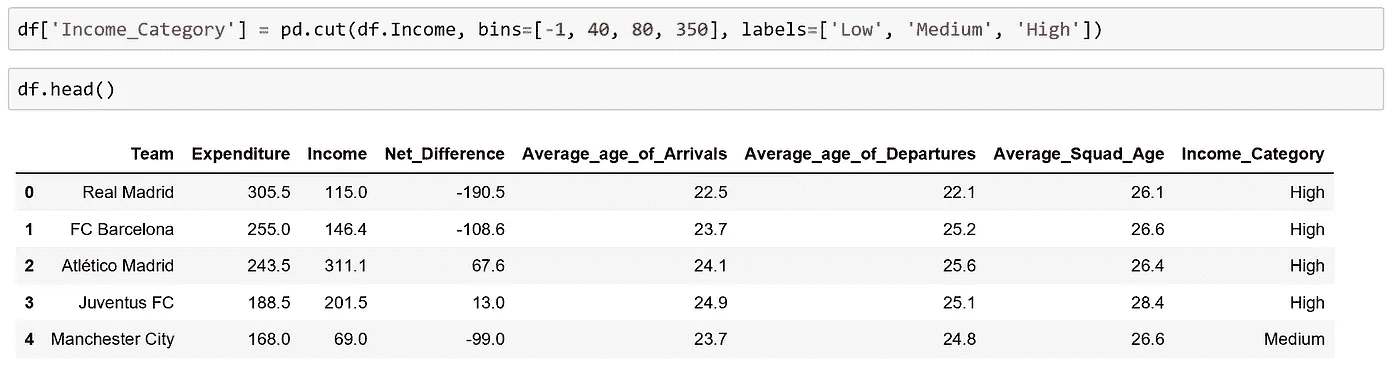 df['Income_Category'] = pd.cut(df.Income, bins=[-1, 40, 80, 350], labels=['Low', 'Medium', 'High'])
df.head()
Team Expenditure Income Net_Difference Average_age_of_Arrivals Average_age_of_Departures Average_Squad_Age Income_Category
0 Real Madrid 305.5 115.0 -190.5 22.5 22.1 26.1 High
1 FC Barcelona 255.0 146.4 -108.6 23.7 25.2 26.6 High
2 Atlético Madrid 243.5 311.1 67.6 24.1 25.6 26.4 High
3 Juventus FC 188.5 201.5 13.0 24.9 25.1 28.4 High
4 Manchester City 168.0 69.0 -99.0 23.7 24.8 26.6 Medium